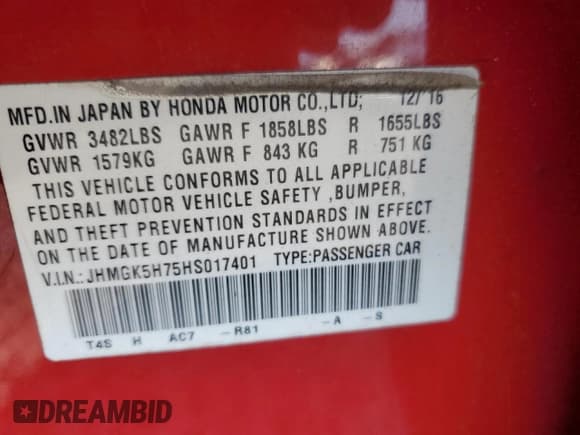 MFD.IN JAPAN BY HONDA MOTOR CO.,LTD; 12/16
GVWR 3482LBS GAWR F 1858LBS R 1655LBS
GVWR 1579KG GAWR F 843 KG R 751 KG
THIS VEHICLE CONFORMS TO ALL APPLICABLE
FEDERAL MOTOR VEHICLE SAFETY ,BUMPER,
AND THEFT PREVENTION STANDARDS IN EFFECT
ON THE DATE OF MANUFACTURE SHOWN ABOVE.
V.I.N.: JHMGK5H75HS017401 TYPE:PASSENGER CAR
T4S H AC7 -R81 -A -S
DREAMBID